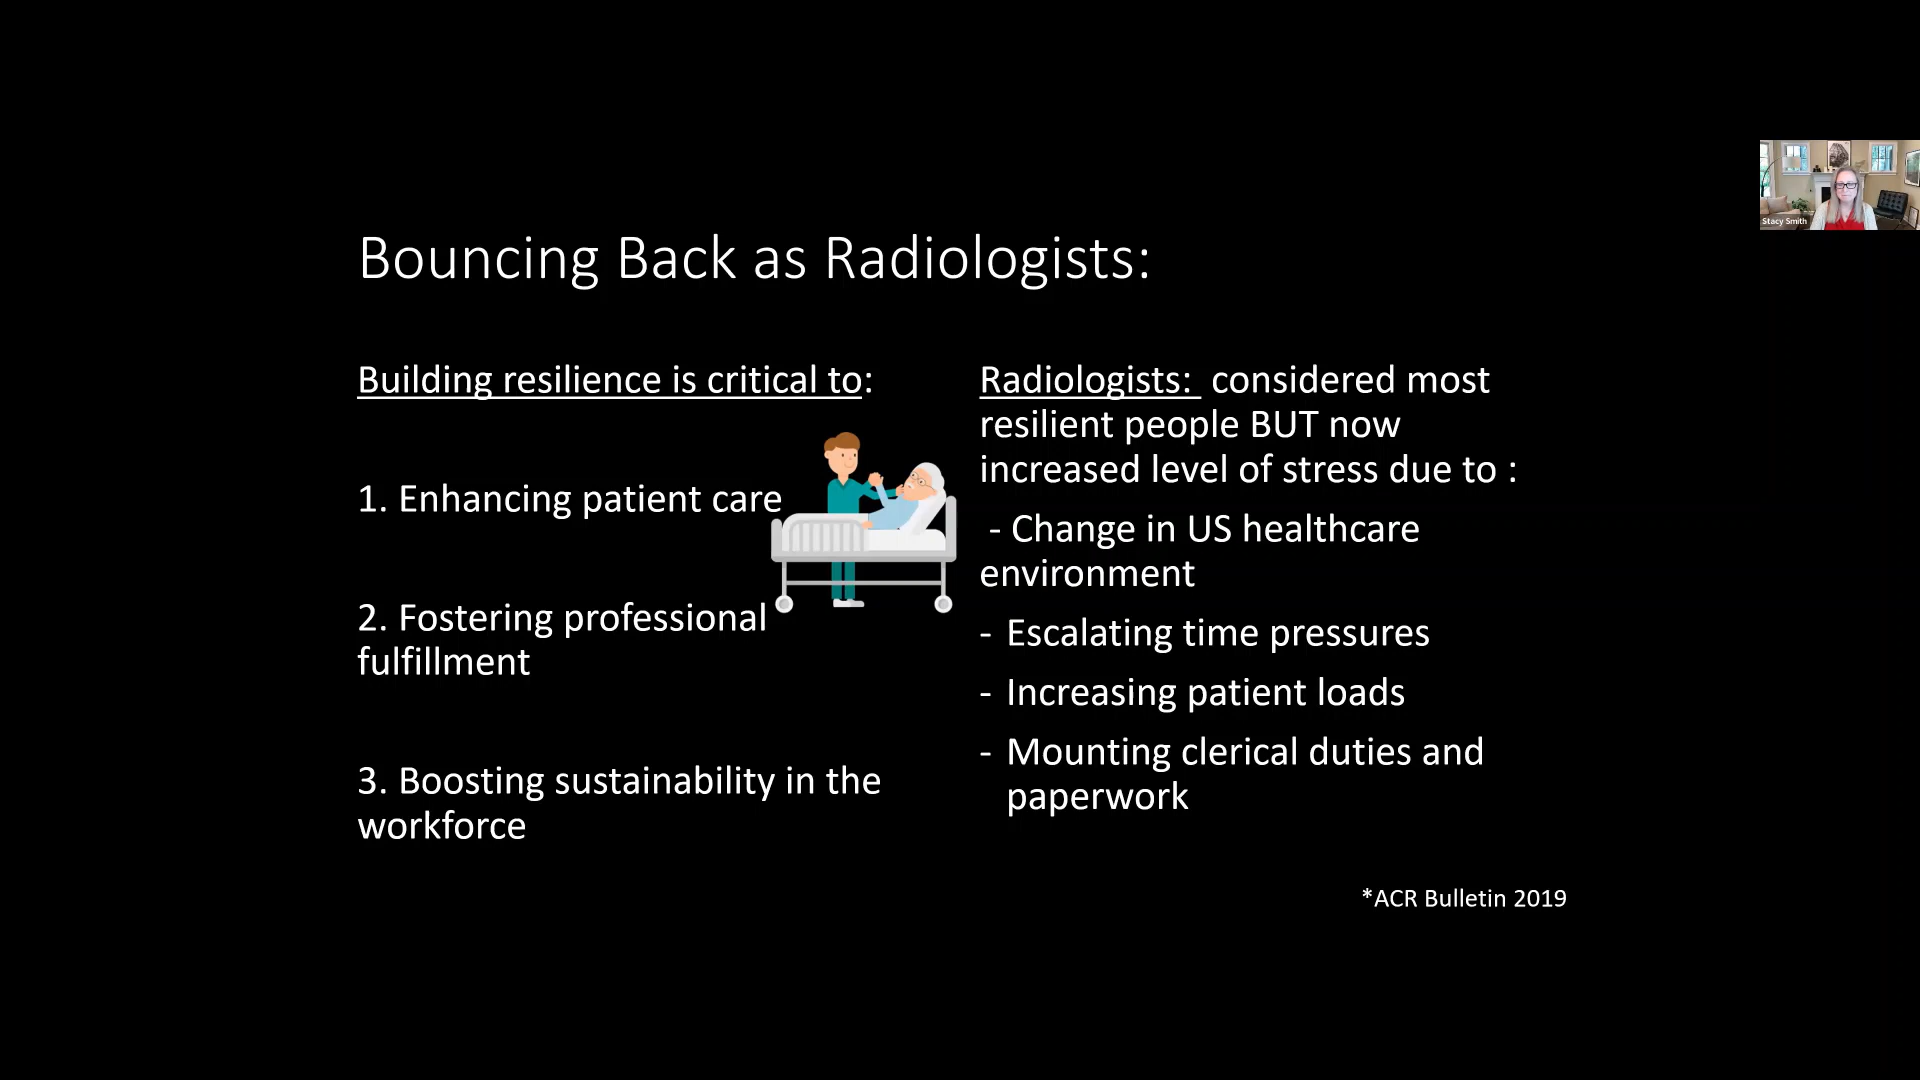 Bouncing Back as Radiologists:
Building resilience is critical to:
1. Enhancing patient care
2. Fostering professional
fulfillment
3. Boosting sustainability in the
workforce
Radiologists:  considered most
resilient people BUT now
increased level of stress due to :
- Change in US healthcare
environment
- Escalating time pressures
- Increasing patient loads
- Mounting clerical duties and
paperwork
*ACR Bulletin 2019
Stacy Smith